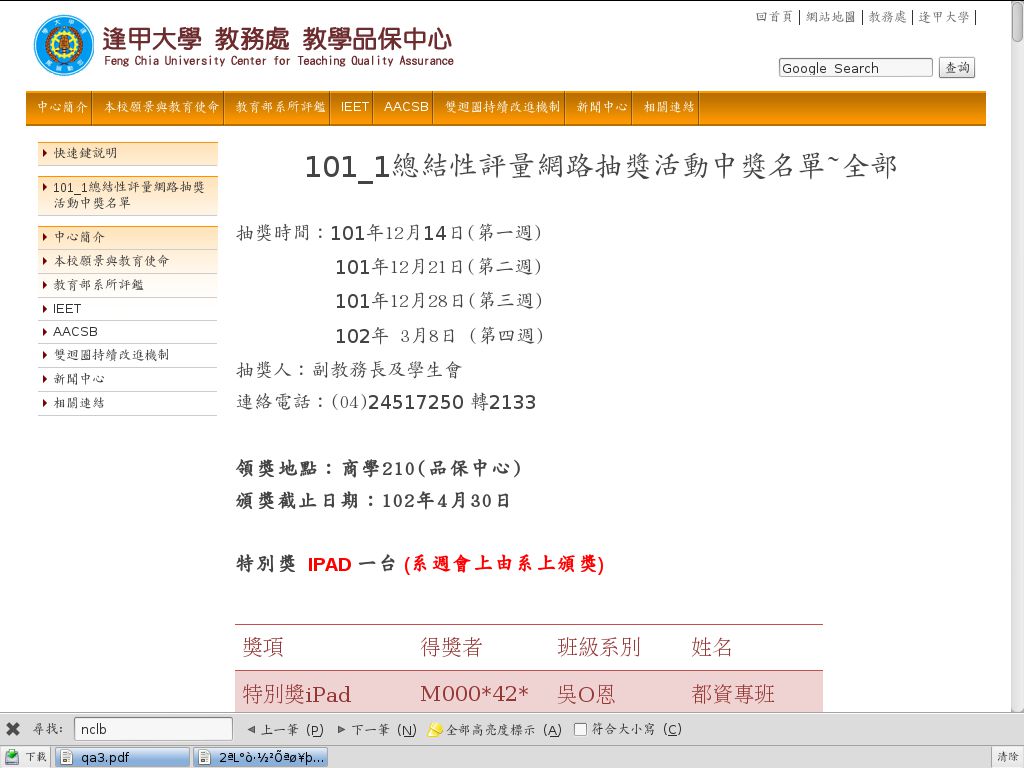 回首頁 | 網站地圖 | 教務處 | 逢甲大學 |
逢甲大學 教務處 教學品保中心
Feng Chia University Center for Teaching Quality Assurance
Google Search 查詢
中心簡介 本校願景與教育使命 教育部系所評鑑 IEET AACSB 雙迴圈持續改進機制 新聞中心 相關連結
快速鍵說明
101_1總結性評量網路抽獎
活動中獎名單
中心簡介
本校願景與教育使命
教育部系所評鑑
IEET
AACSB
雙迴圈持續改進機制
新聞中心
相關連結
101_1總結性評量網路抽獎活動中獎名單~全部
抽獎時間：101年12月14日(第一週)
101年12月21日(第二週)
101年12月28日(第三週)
102年 3月8日 (第四週)
抽獎人：副教務長及學生會
連絡電話：(04)24517250 轉2133
領獎地點：商學210(品保中心)
頒獎截止日期：102年4月30日
特別獎 IPAD 一台 (系週會上由系上頒獎)
獎項 得獎者 班級系別 姓名
特別獎iPad M000*42* 吳O恩 都資專班
尋找： nclb 上一筆 (P) 下一筆 (N) 全部高亮度標示 (A) 符合大小寫 (C)
下載 qa3.pdf 2ªL°ò·½²Õªø¥þ... 清除